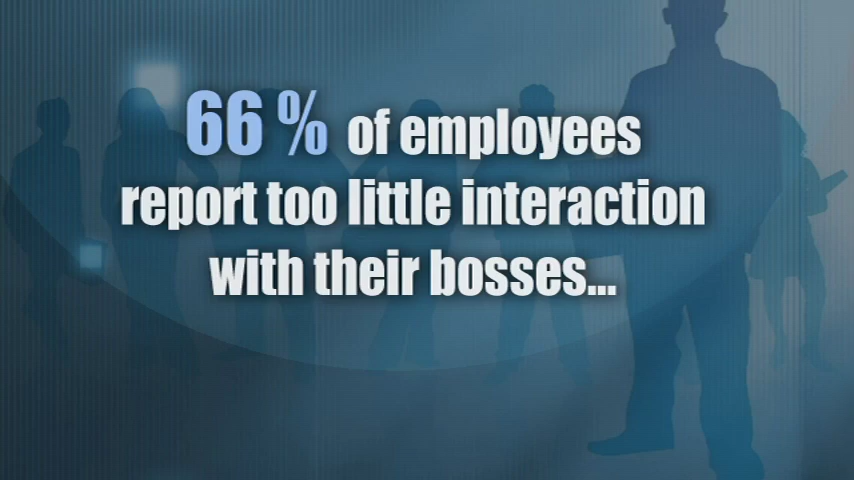 66 % of employees
report too little interaction
with their bosses...